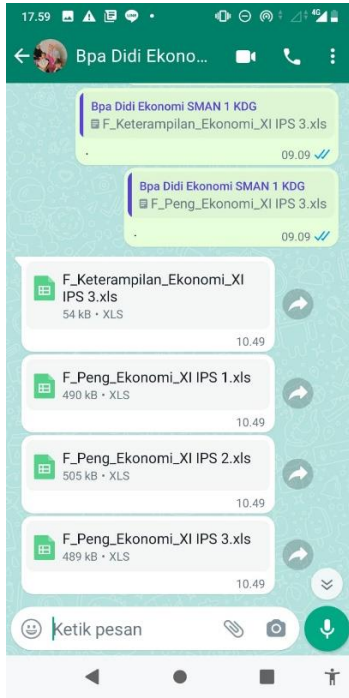 17.59
4G
Bpa Didi Ekono...
Bpa Didi Ekonomi SMAN 1 KDG
F_Keterampilan_Ekonomi_XI IPS 3.xls
.
09.09
Bpa Didi Ekonomi SMAN 1 KDG
F_Peng_Ekonomi_XI IPS 3.xls
.
09.09
F_Keterampilan_Ekonomi_XI
IPS 3.xls
54 kB • XLS
10.49
F_Peng_Ekonomi_XI IPS 1.xls
490 kB • XLS
10.49
F_Peng_Ekonomi_XI IPS 2.xls
505 kB • XLS
10.49
F_Peng_Ekonomi_XI IPS 3.xls
489 kB • XLS
10.49
Ketik pesan